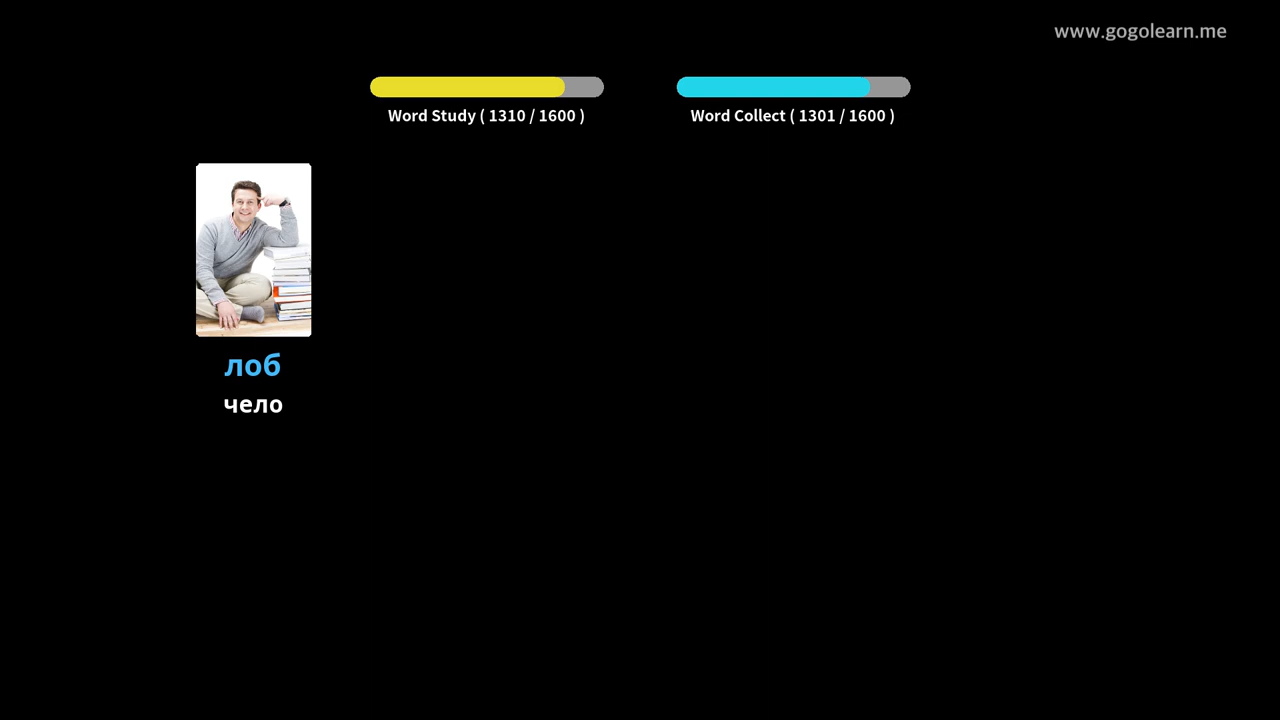 www.gogolearn.me
Word Study ( 1310 / 1600 )
Word Collect ( 1301 / 1600 )
лоб
чело